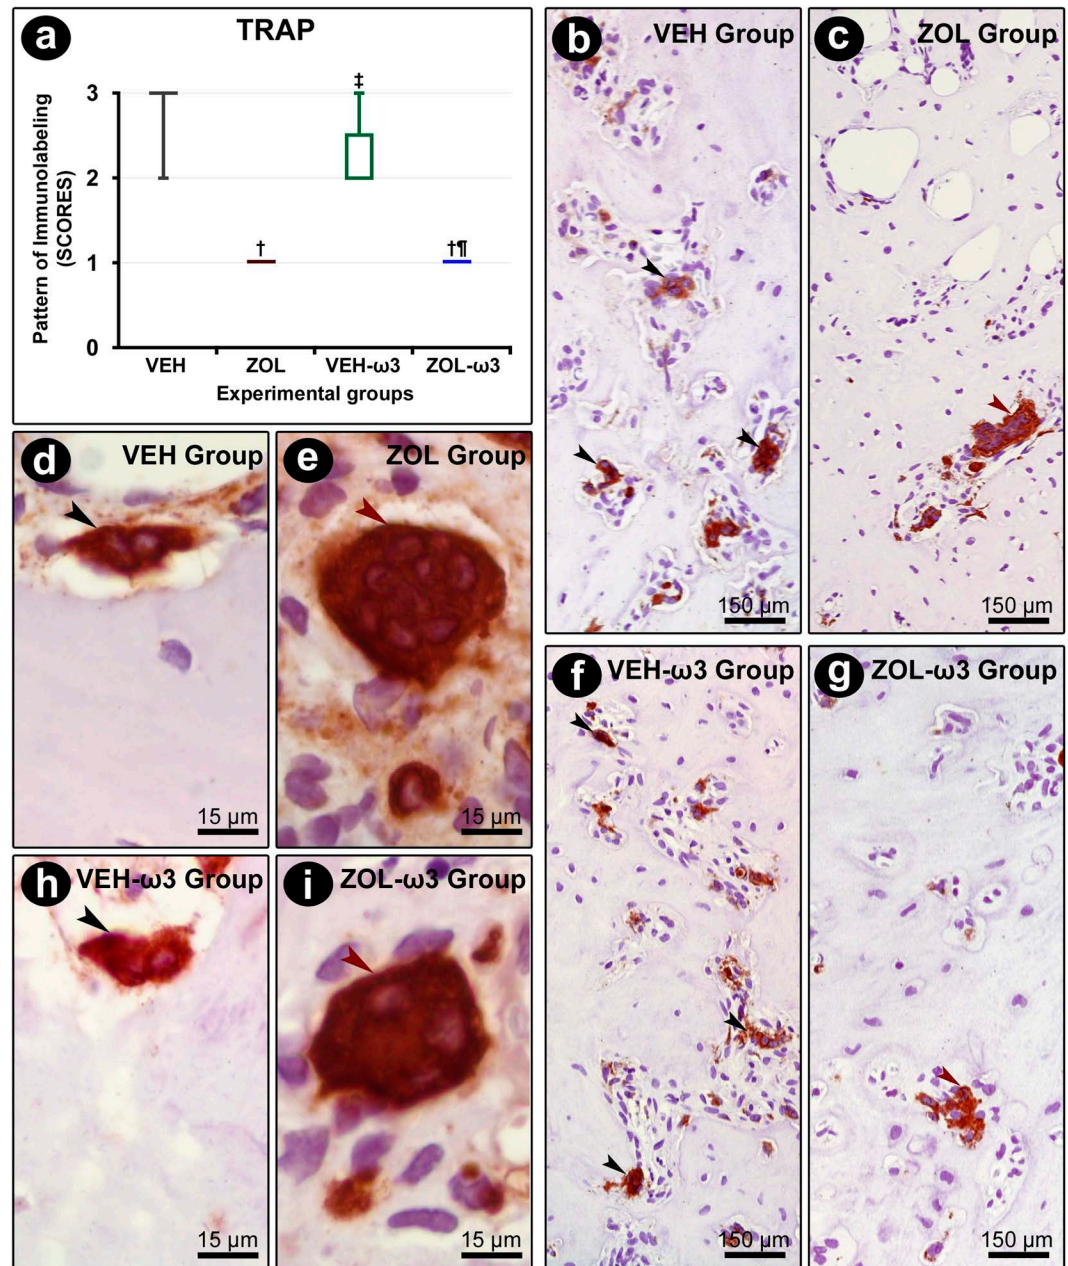 a
TRAP
Pattern of Immunolabeling
(SCORES)
3
2
1
0
‡
†
†¶
VEH
ZOL
VEH-ω3
ZOL-ω3
Experimental groups
b
VEH Group
150 µm
c
ZOL Group
150 µm
d
VEH Group
15 µm
e
ZOL Group
15 µm
f
VEH-ω3 Group
150 µm
g
ZOL-ω3 Group
150 µm
h
VEH-ω3 Group
15 µm
i
ZOL-ω3 Group
15 µm